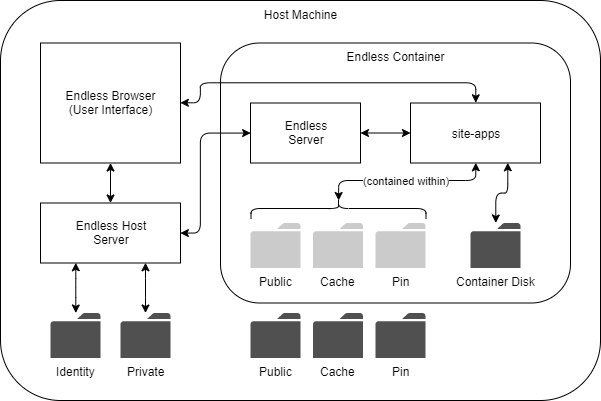 Host Machine
Endless Container
Endless Browser
(User Interface)
Endless
Server
site-apps
(contained within)
Endless Host
Server
Public
Cache
Pin
Container Disk
Identity
Private
Public
Cache
Pin